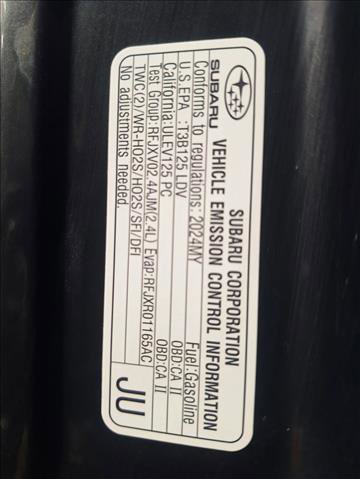 SUBARU CORPORATION
SUBARU VEHICLE EMISSION CONTROL INFORMATION
Conforms to regulations: 2024MY Fuel:Gasoline
U.S.EPA :T3B125 LDV OBD:CA II
California:ULEV125 PC OBD:CA II
Test Group:RFJXV02.4AJM(2.4L) Evap:RFJXR01165AC
TWC(2)/WR-HO2S/HO2S/SFI/DFI
No adjustments needed.
JU